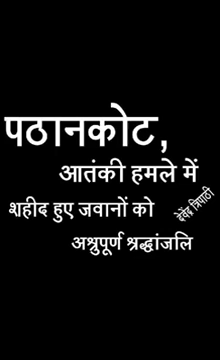 पठानकोट,
आतंकी हमले में
शहीद हुए जवानों को
देवेंद्र त्रिपाठी
अश्रुपूर्ण श्रद्धांजलि